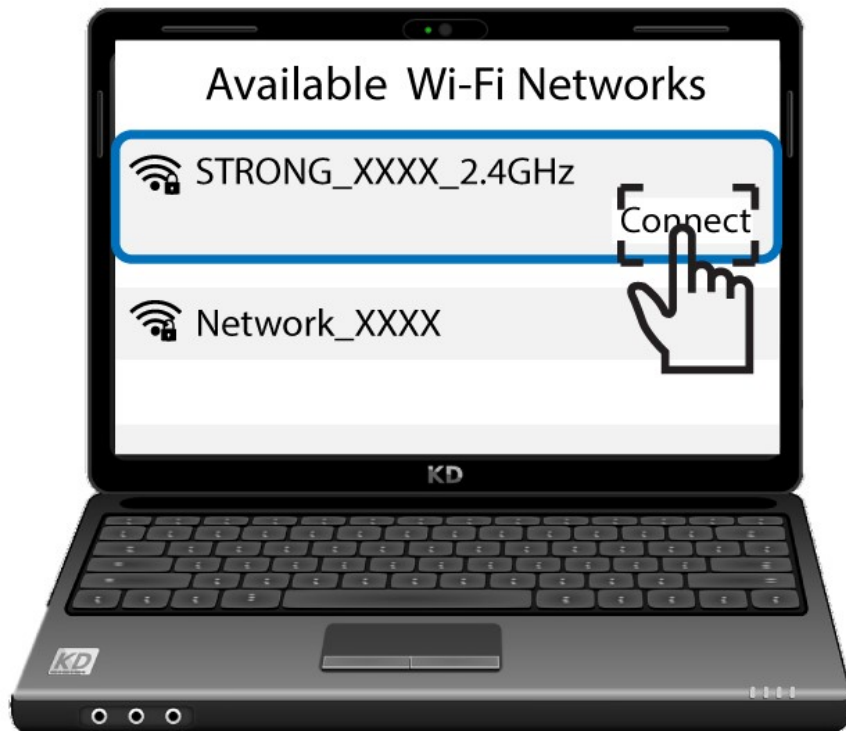 Available Wi-Fi Networks
STRONG_XXXX_2.4GHz
Connect
Network_XXXX
KD
KD